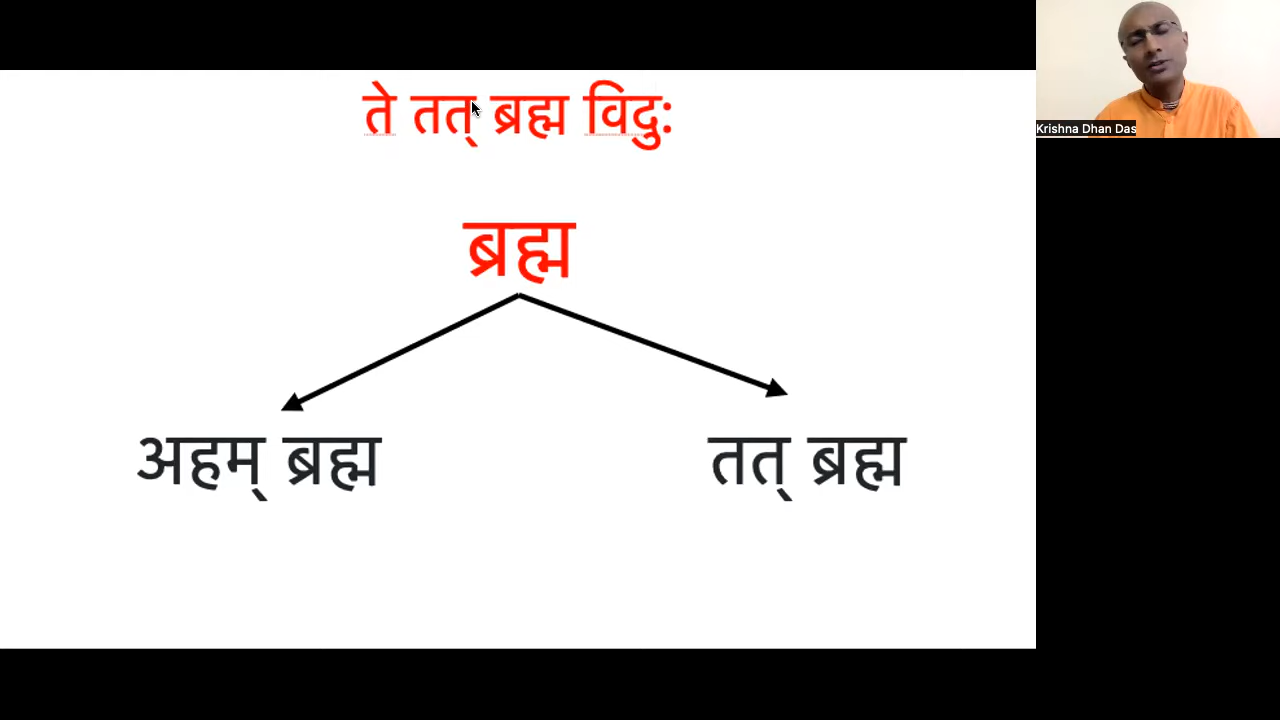 ते तत् ब्रह्म विदुः
ब्रह्म
अहम् ब्रह्म
तत् ब्रह्म
Krishna Dhan Das